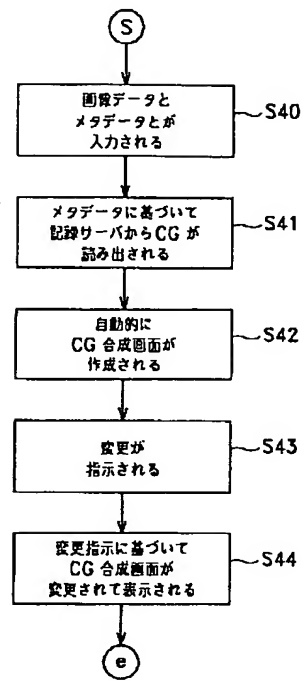 S
画像データと
メタデータとが
入力される
S40
メタデータに基づいて
記録サーバからCGが
読み出される
S41
自動的に
CG 合成画面が
作成される
S42
変更が
指示される
S43
変更指示に基づいて
CG 合成画面が
変更されて表示される
S44
e